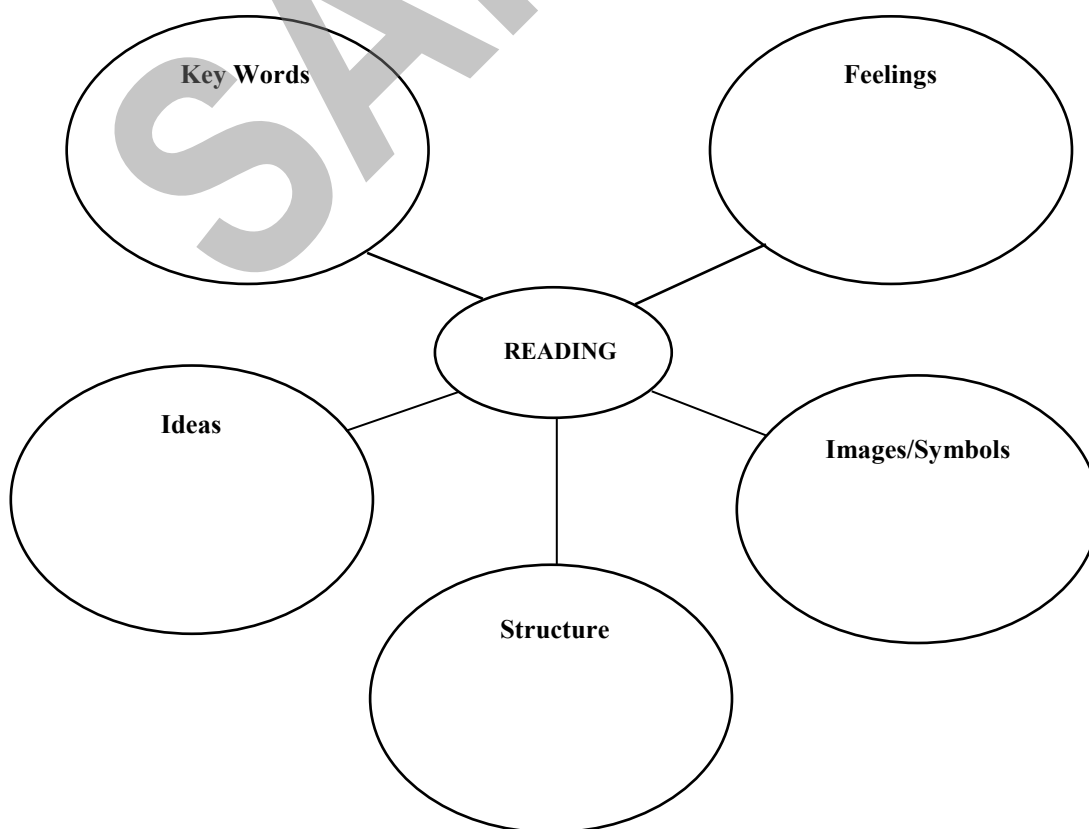 Key Words
Feelings
READING
Ideas
Images/Symbols
Structure